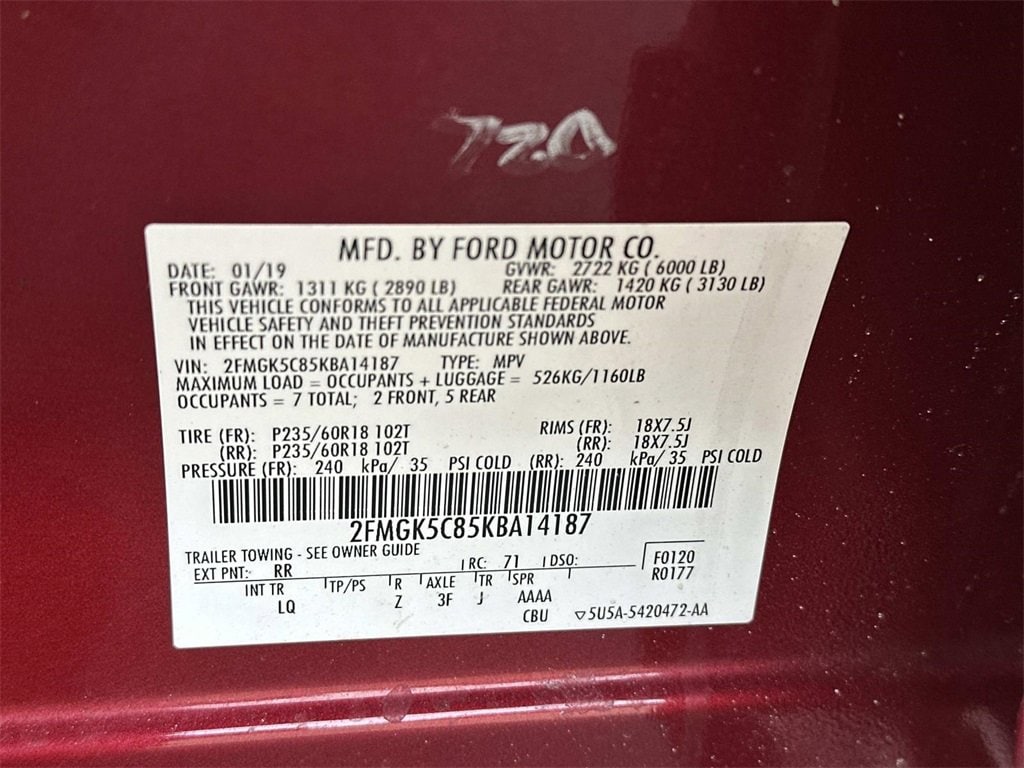 MFD. BY FORD MOTOR CO.
DATE: 01/19 GVWR: 2722 KG ( 6000 LB)
FRONT GAWR: 1311 KG ( 2890 LB) REAR GAWR: 1420 KG ( 3130 LB)
THIS VEHICLE CONFORMS TO ALL APPLICABLE FEDERAL MOTOR
VEHICLE SAFETY AND THEFT PREVENTION STANDARDS
IN EFFECT ON THE DATE OF MANUFACTURE SHOWN ABOVE.
VIN: 2FMGK5C85KBA14187 TYPE: MPV
MAXIMUM LOAD = OCCUPANTS + LUGGAGE = 526KG/1160LB
OCCUPANTS = 7 TOTAL; 2 FRONT, 5 REAR
TIRE (FR): P235/60R18 102T RIMS (FR): 18X7.5J
(RR): P235/60R18 102T (RR): 18X7.5J
PRESSURE (FR): 240 kPa/ 35 PSI COLD (RR): 240 kPa/ 35 PSI COLD
2FMGK5C85KBA14187
TRAILER TOWING - SEE OWNER GUIDE
EXT PNT: RR RC: 71 DSO: F0120
R0177
INT TR TP/PS R AXLE TR SPR
LQ Z 3F J AAAA
CBU ▽5U5A-5420472-AA